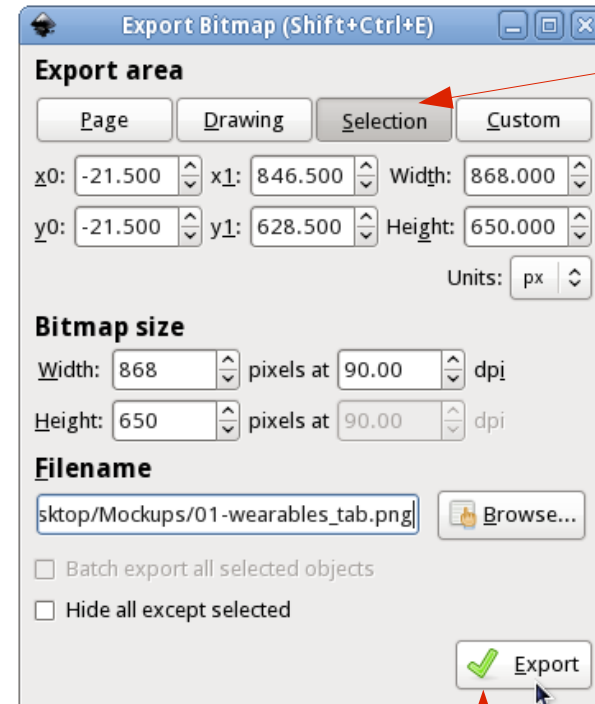 Export Bitmap (Shift+Ctrl+E)
Export area
Page Drawing Selection Custom
x0: -21.500 x1: 846.500 Width: 868.000
y0: -21.500 y1: 628.500 Height: 650.000
Units: px
Bitmap size
Width: 868 pixels at 90.00 dpi
Height: 650 pixels at 90.00 dpi
Filename
sktop/Mockups/01-wearables_tab.png Browse...
Batch export all selected objects
Hide all except selected
Export